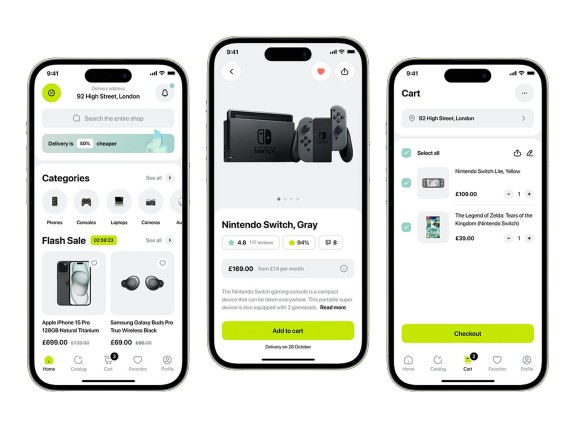 9:41
Delivery address
92 High Street, London
Search the entire shop
Delivery is 50% cheaper
Categories
See all
Phones
Consoles
Laptops
Cameras
Flash Sale
02:59:23
See all
Apple iPhone 15 Pro
128GB Natural Titanium
£699.00 £739.00
Samsung Galaxy Buds Pro
True Wireless Black
£69.00 £85.00
Home
Catalog
2
Cart
Favorites
Profile
9:41
NINTENDO
SWITCH
Nintendo Switch, Gray
4.8 117 reviews
94%
8
£169.00 from £14 per month
The Nintendo Switch gaming console is a compact
device that can be taken everywhere. This portable super
device is also equipped with 2 gamepads. Read more
Add to cart
Delivery on 26 October
9:41
Cart
92 High Street, London
Select all
Nintendo Switch Lite, Yellow
£109.00
− 1 +
The Legend of Zelda: Tears of the
Kingdom (Nintendo Switch)
£39.00
− 1 +
Checkout
Home
Catalog
2
Cart
Favorites
Profile